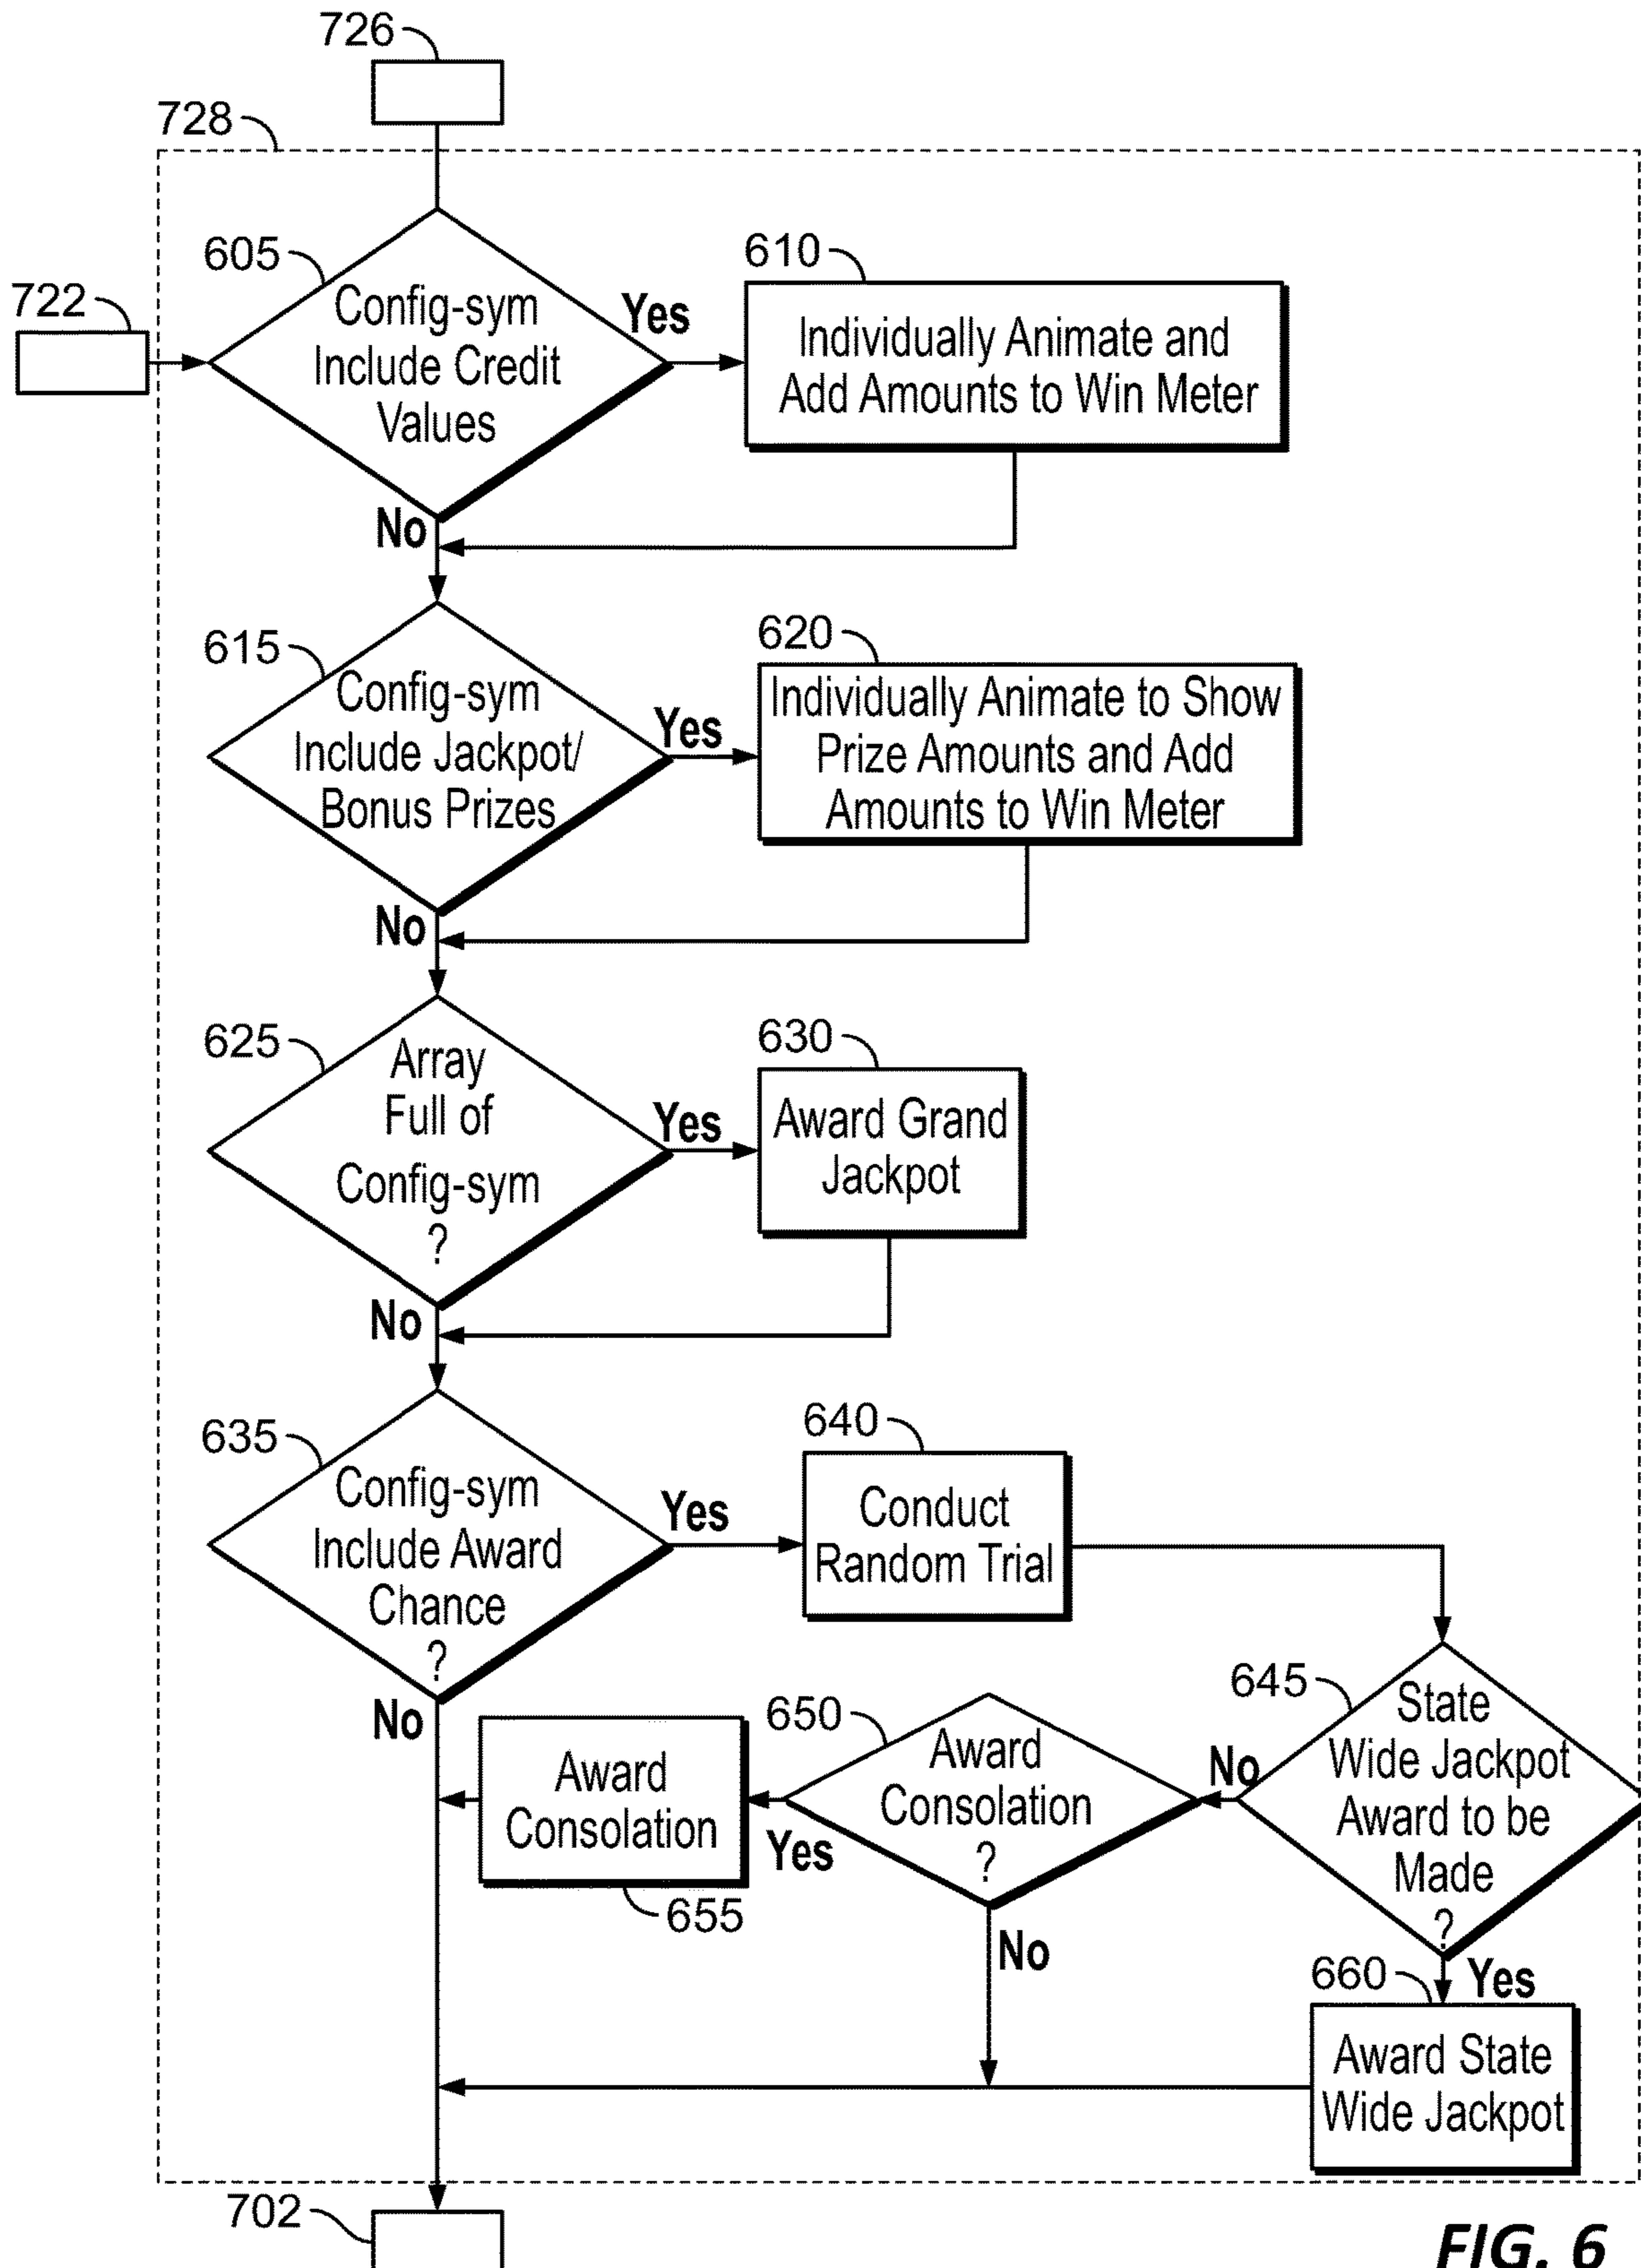 726
728
605
Config-sym
Include Credit
Values
Yes
610
Individually Animate and
Add Amounts to Win Meter
722
No
615
Config-sym
Include Jackpot/
Bonus Prizes
Yes
620
Individually Animate to Show
Prize Amounts and Add
Amounts to Win Meter
No
625
Array
Full of
Config-sym
?
Yes
630
Award Grand
Jackpot
No
635
Config-sym
Include Award
Chance
?
Yes
640
Conduct
Random Trial
No
645
State
Wide Jackpot
Award to be
Made
?
No
650
Award
Consolation
?
Yes
Award
Consolation
655
No
Yes
660
Award State
Wide Jackpot
702
FIG. 6